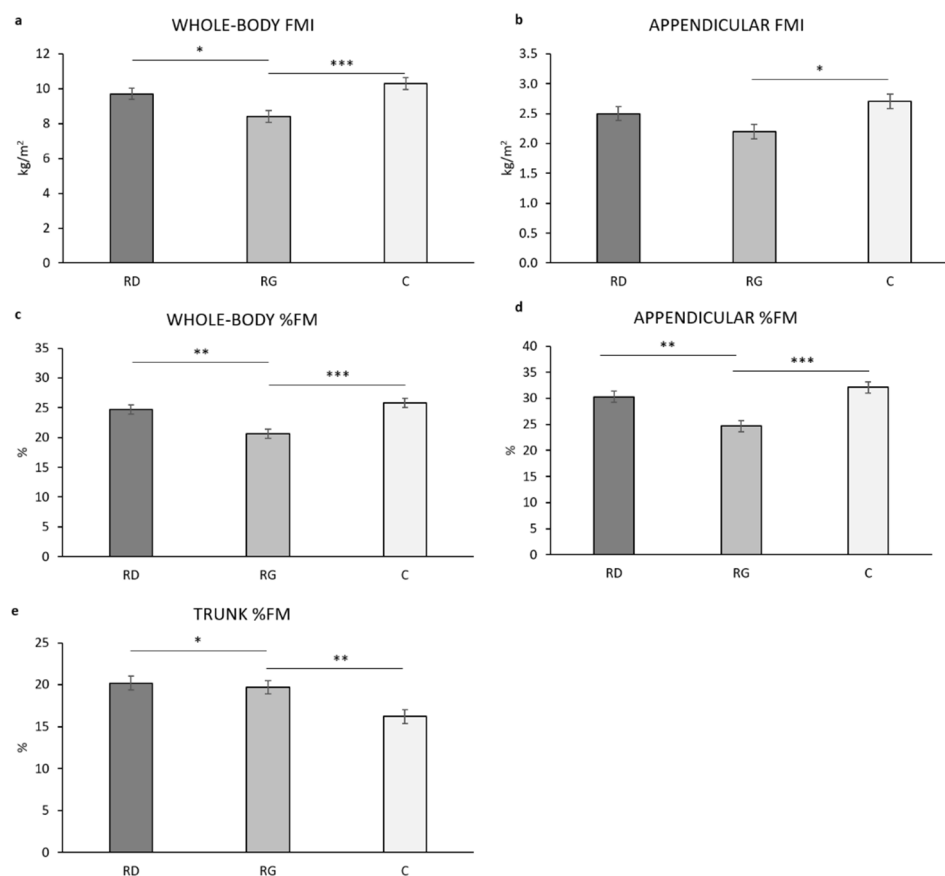 a
WHOLE-BODY FMI
* ***
12
10
8
6
4
2
0
kg/m²
RD RG C
b
APPENDICULAR FMI
*
3.5
3.0
2.5
2.0
1.5
1.0
0.5
0.0
kg/m²
RD RG C
c
WHOLE-BODY %FM
** ***
35
30
25
20
15
10
5
0
%
RD RG C
d
APPENDICULAR %FM
** ***
40
35
30
25
20
15
10
5
0
%
RD RG C
e
TRUNK %FM
* **
25
20
15
10
5
0
%
RD RG C